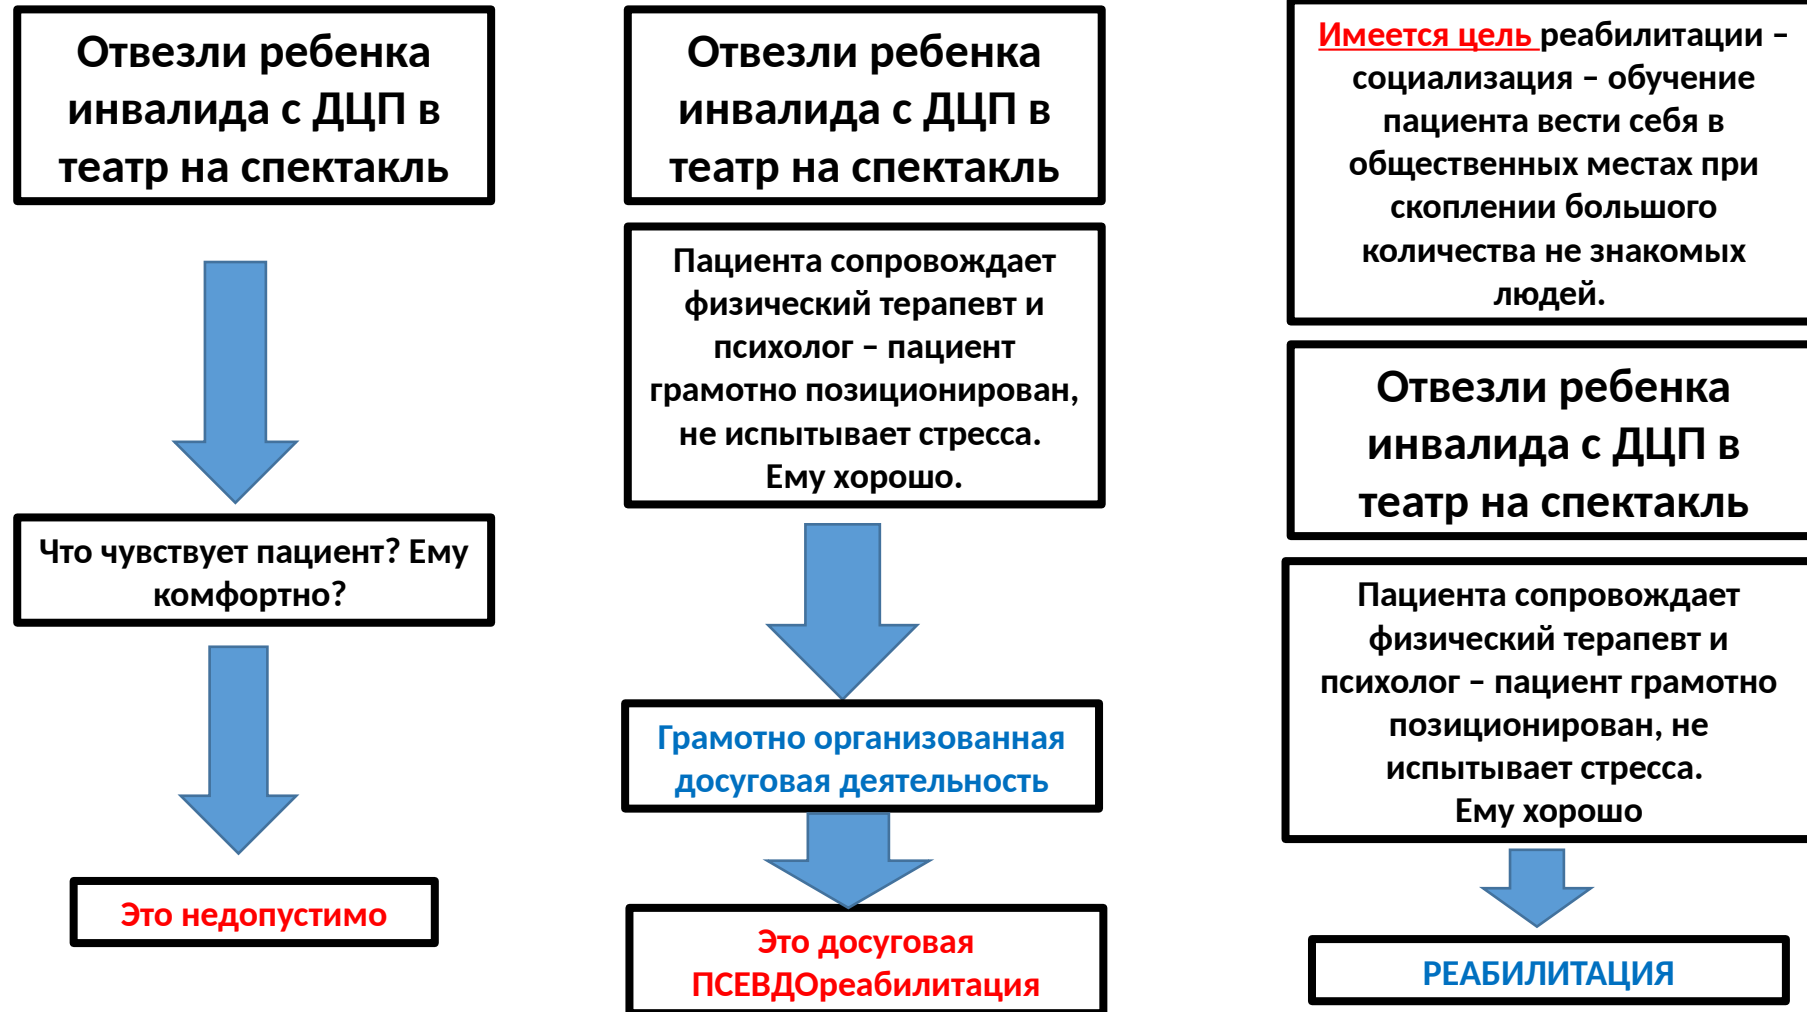 Отвезли ребенка
инвалида с ДЦП в
театр на спектакль
Что чувствует пациент? Ему
комфортно?
Это недопустимо
Отвезли ребенка
инвалида с ДЦП в
театр на спектакль
Пациента сопровождает
физический терапевт и
психолог – пациент
грамотно позиционирован,
не испытывает стресса.
Ему хорошо.
Грамотно организованная
досуговая деятельность
Это досуговая
ПСЕВДОреабилитация
Имеется цель реабилитации –
социализация – обучение
пациента вести себя в
общественных местах при
скоплении большого
количества не знакомых
людей.
Отвезли ребенка
инвалида с ДЦП в
театр на спектакль
Пациента сопровождает
физический терапевт и
психолог – пациент грамотно
позиционирован, не
испытывает стресса.
Ему хорошо
РЕАБИЛИТАЦИЯ